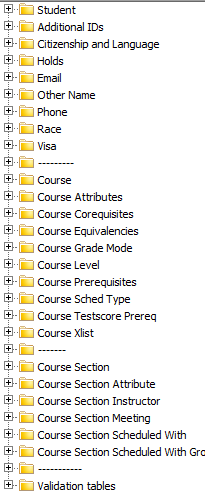 Student
Additional IDs
Citizenship and Language
Holds
Email
Other Name
Phone
Race
Visa
---------
Course
Course Attributes
Course Corequisites
Course Equivalencies
Course Grade Mode
Course Level
Course Prerequisites
Course Sched Type
Course Testscore Prereq
Course Xlist
-------
Course Section
Course Section Attribute
Course Section Instructor
Course Section Meeting
Course Section Scheduled With
Course Section Scheduled With Gro
-----------
Validation tables